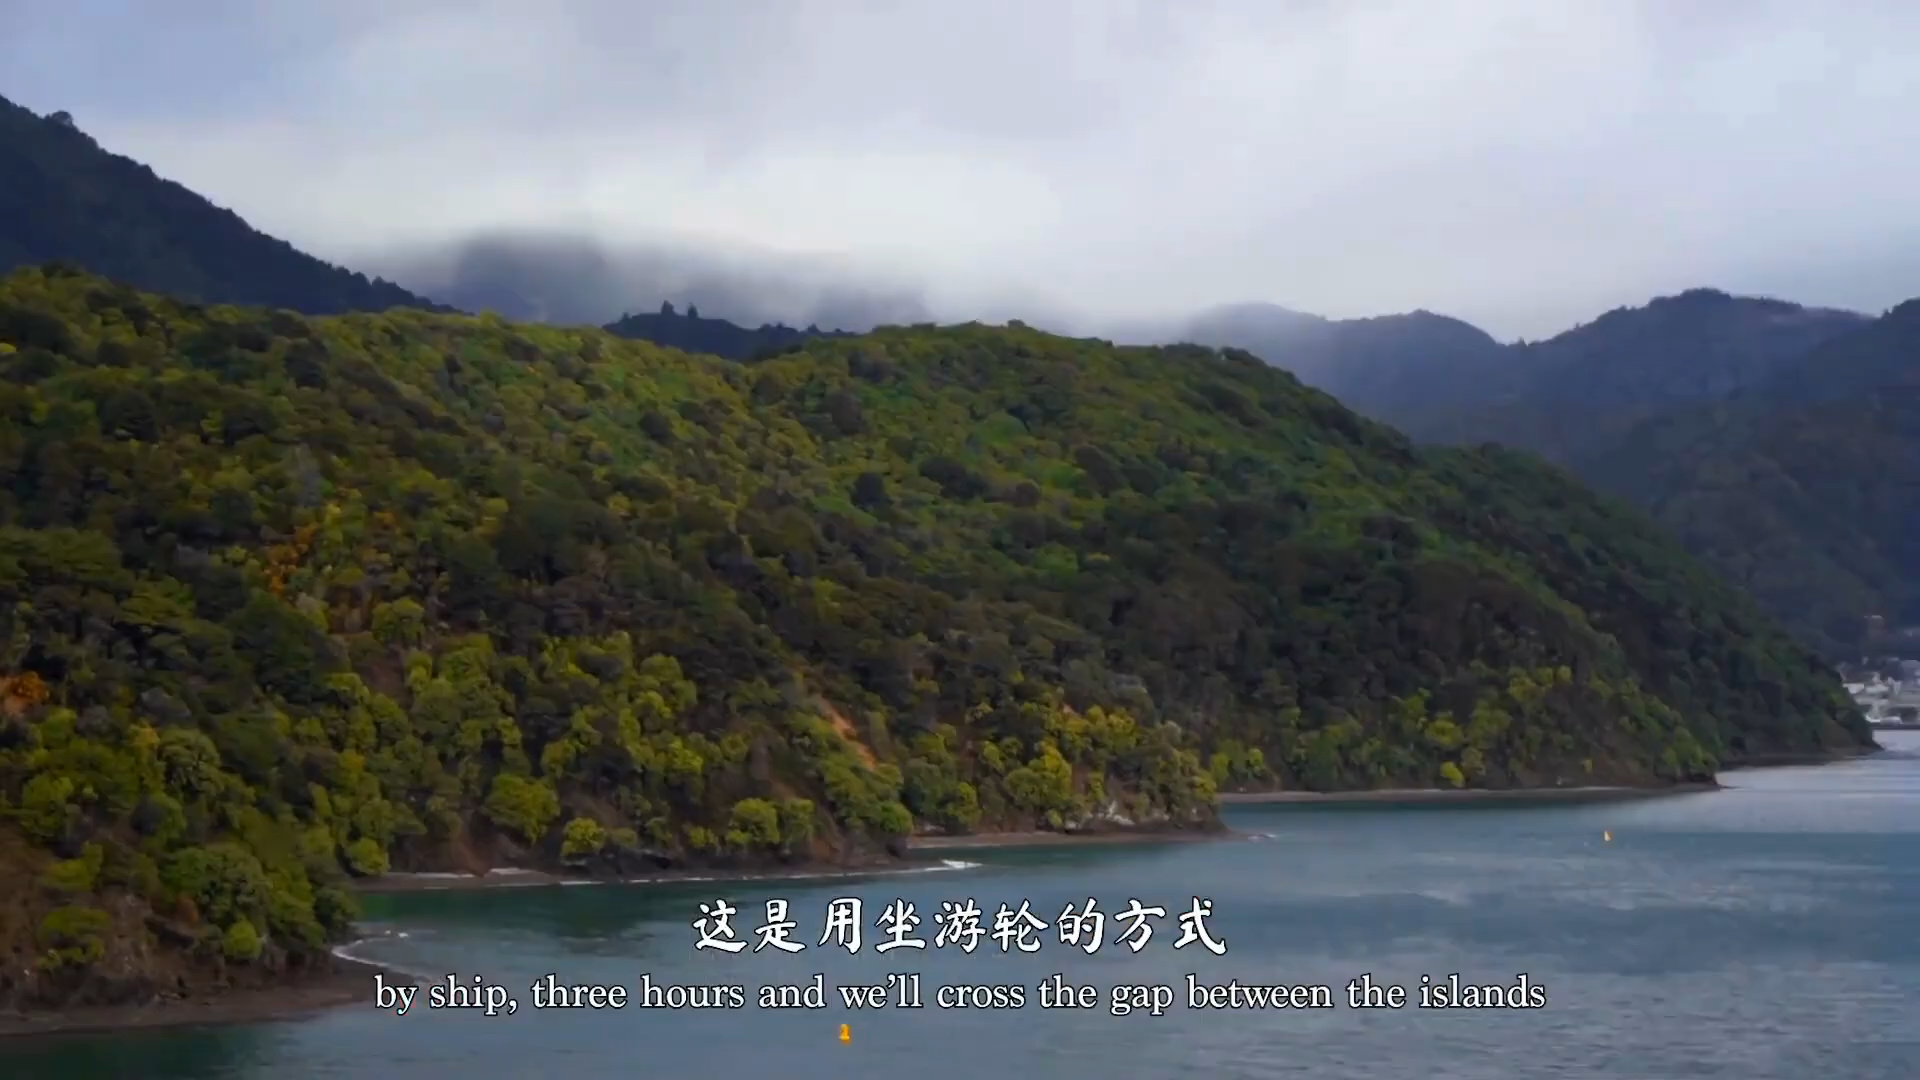 这是用坐游轮的方式
by ship, three hours and we’ll cross the gap between the islands